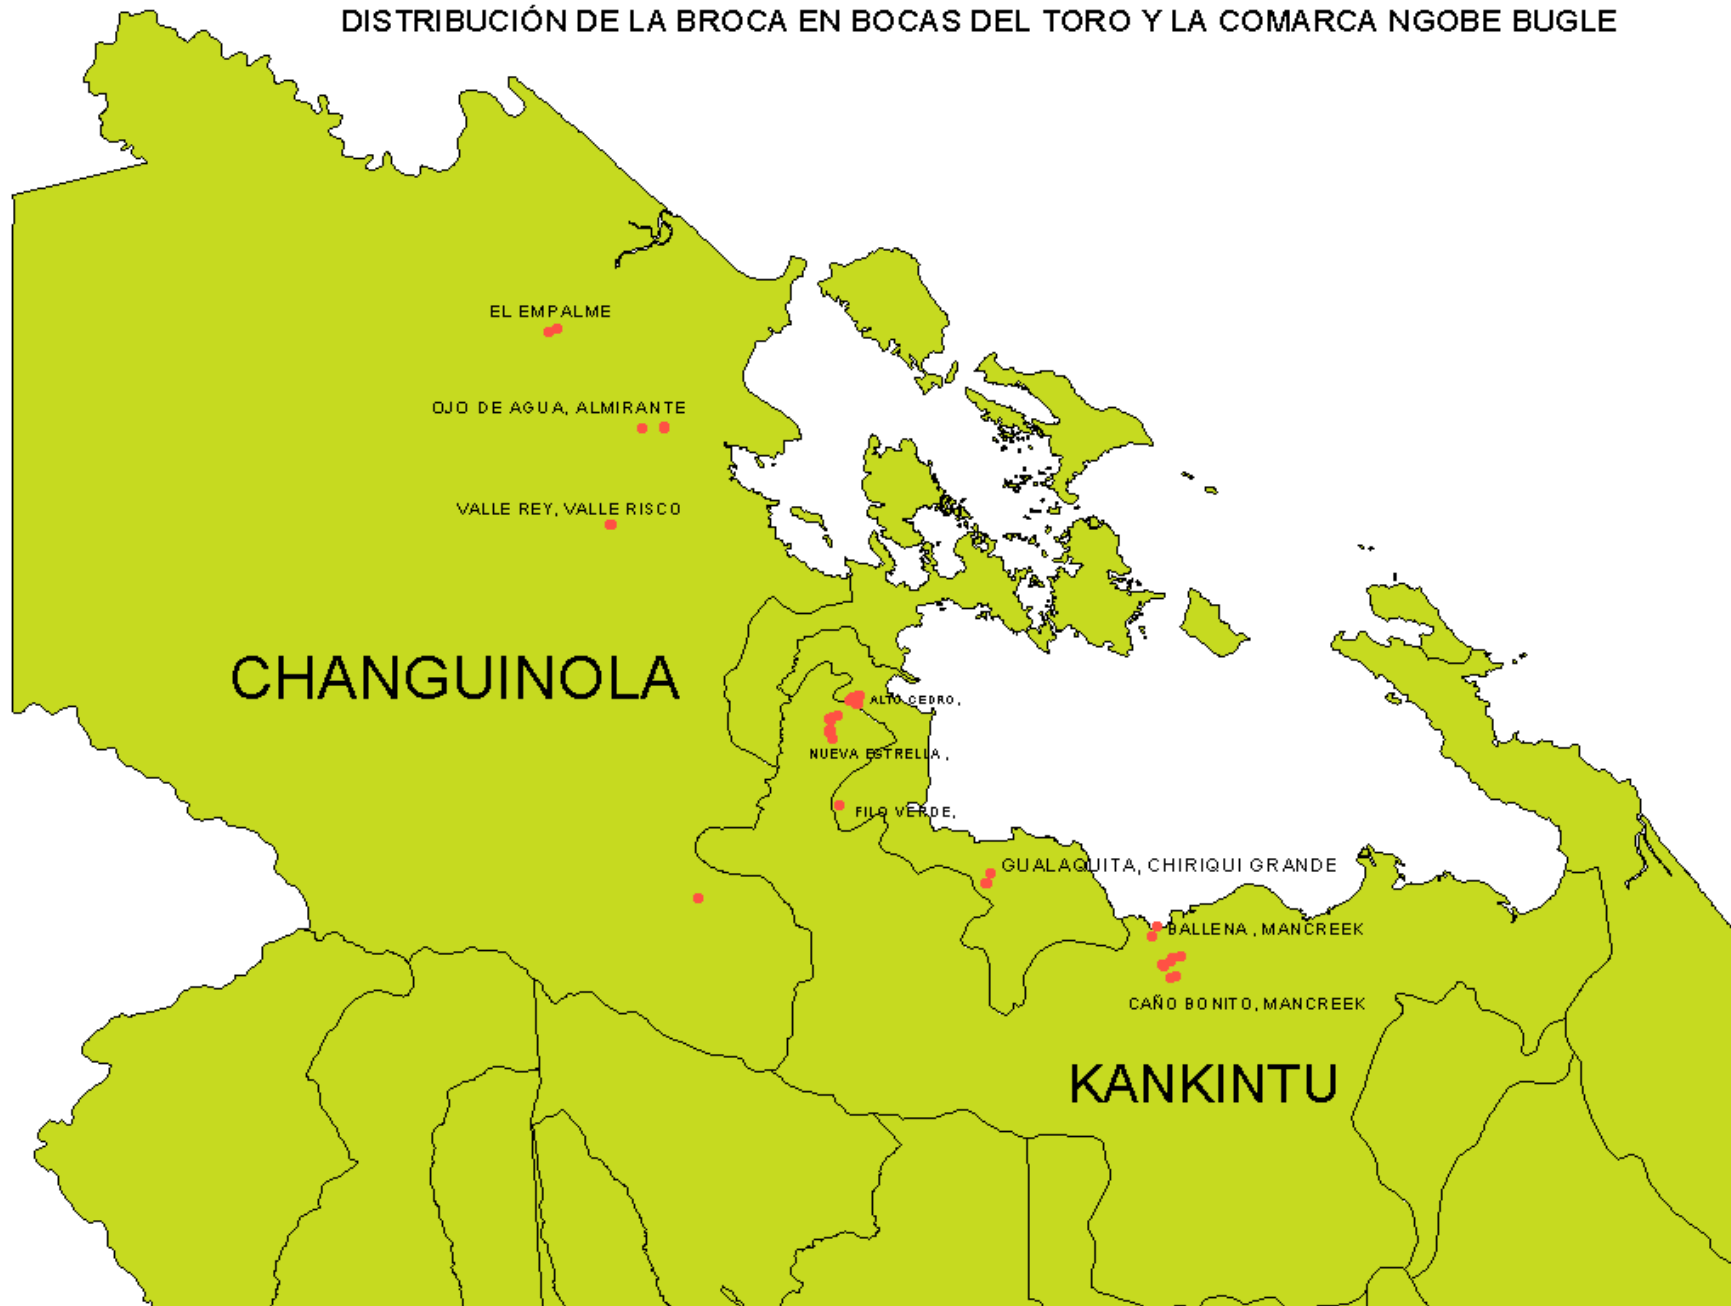 DISTRIBUCIÓN DE LA BROCA EN BOCAS DEL TORO Y LA COMARCA NGOBE BUGLE
EL EMPALME
OJO DE AGUA, ALMIRANTE
VALLE REY, VALLE RISCO
CHANGUINOLA
ALTO CEDRO,
NUEVA ESTRELLA,
FILO VERDE,
GUALAQUITA, CHIRIQUI GRANDE
BALLENA, MANCREEK
CAÑO BONITO, MANCREEK
KANKINTU